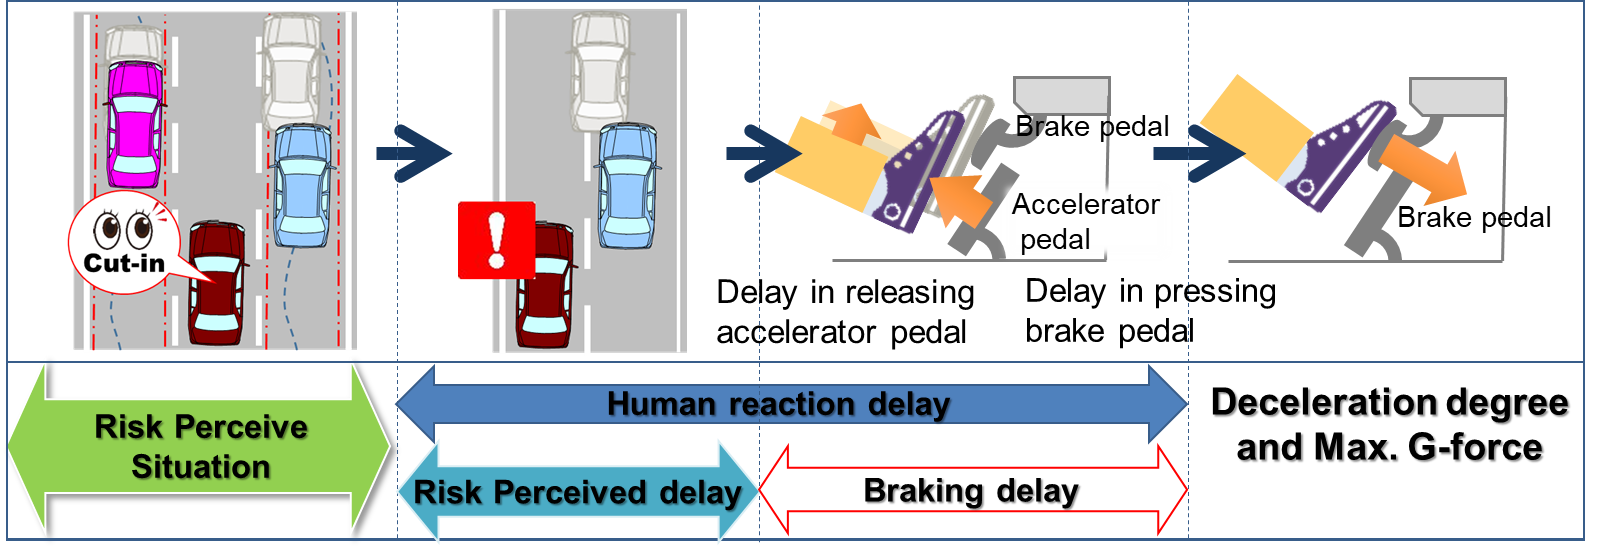 Cut-in
!
Brake pedal
Accelerator
pedal
Brake pedal
Delay in releasing
accelerator pedal
Delay in pressing
brake pedal
Risk Perceive
Situation
Human reaction delay
Risk Perceived delay
Braking delay
Deceleration degree
and Max. G-force